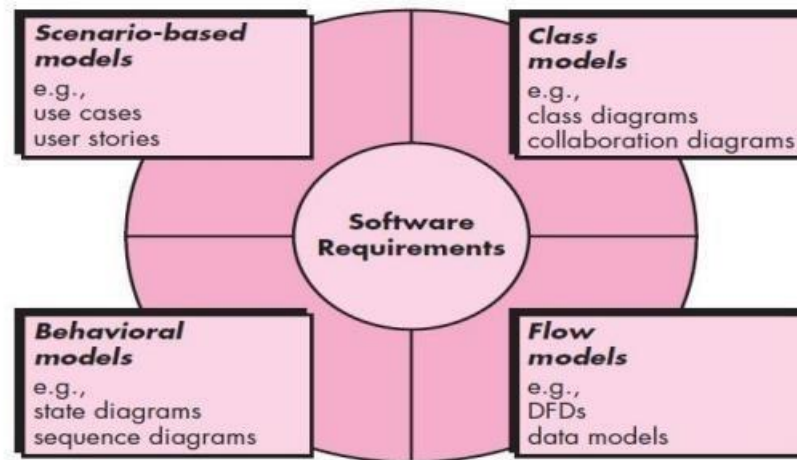 Scenario-based
models
e.g.,
use cases
user stories
Class
models
e.g.,
class diagrams
collaboration diagrams
Software
Requirements
Behavioral
models
e.g.,
state diagrams
sequence diagrams
Flow
models
e.g.,
DFDs
data models